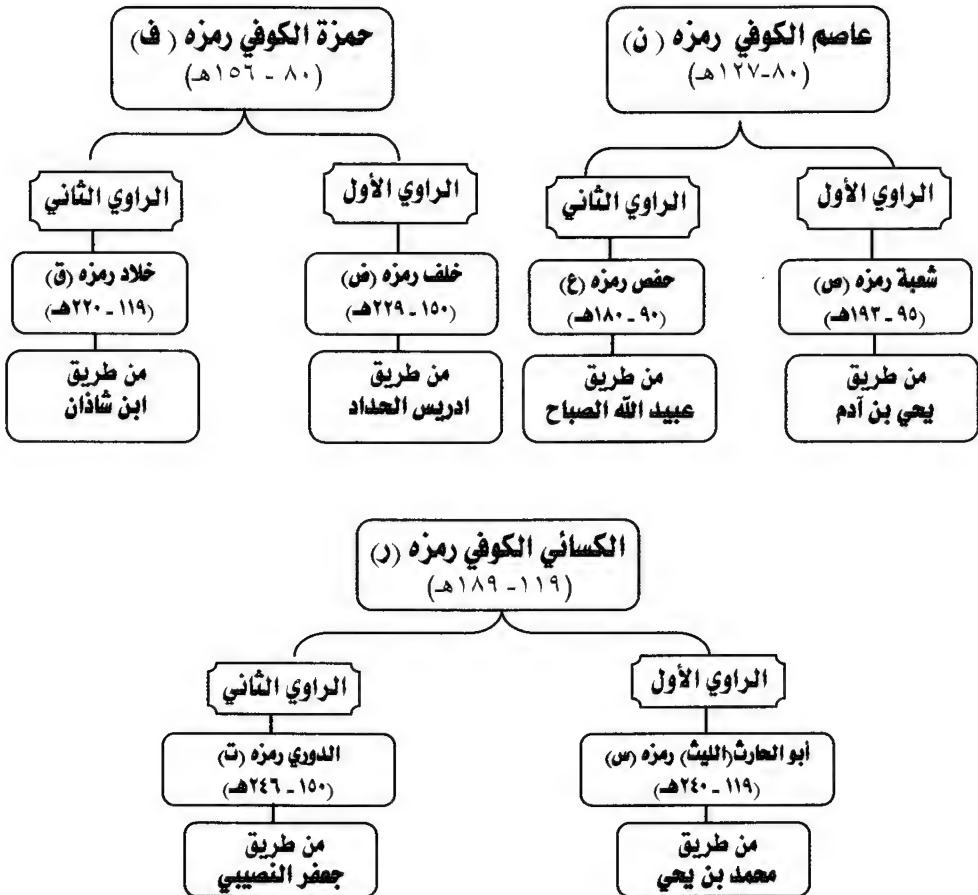 عاصم الكوفي رمزه (ن)
(٨٠-١٢٧هـ)
الراوي الأول
شعبة رمزه (ص)
(٩٥ - ١٩٣هـ)
من طريق
يحي بن آدم
الراوي الثاني
حفص رمزه (ع)
(٩٠ - ١٨٠هـ)
من طريق
عبيد الله الصباح
حمزة الكوفي رمزه ( ف)
(٨٠ - ١٥٦هـ)
الراوي الأول
خلف رمزه (ض)
(١٥٠ - ٢٢٩هـ)
من طريق
ادريس الحداد
الراوي الثاني
خلاد رمزه (ق)
(١١٩ - ٢٢٠هـ)
من طريق
ابن شاذان
الكسائي الكوفي رمزه (ر)
(١١٩- ١٨٩هـ)
الراوي الأول
أبو الحارث(الليث) رمزه (س)
(١١٩ - ٢٤٠هـ)
من طريق
محمد بن يحي
الراوي الثاني
الدوري رمزه (ت)
(١٥٠ - ٢٤٦هـ)
من طريق
جعفر النصيبي